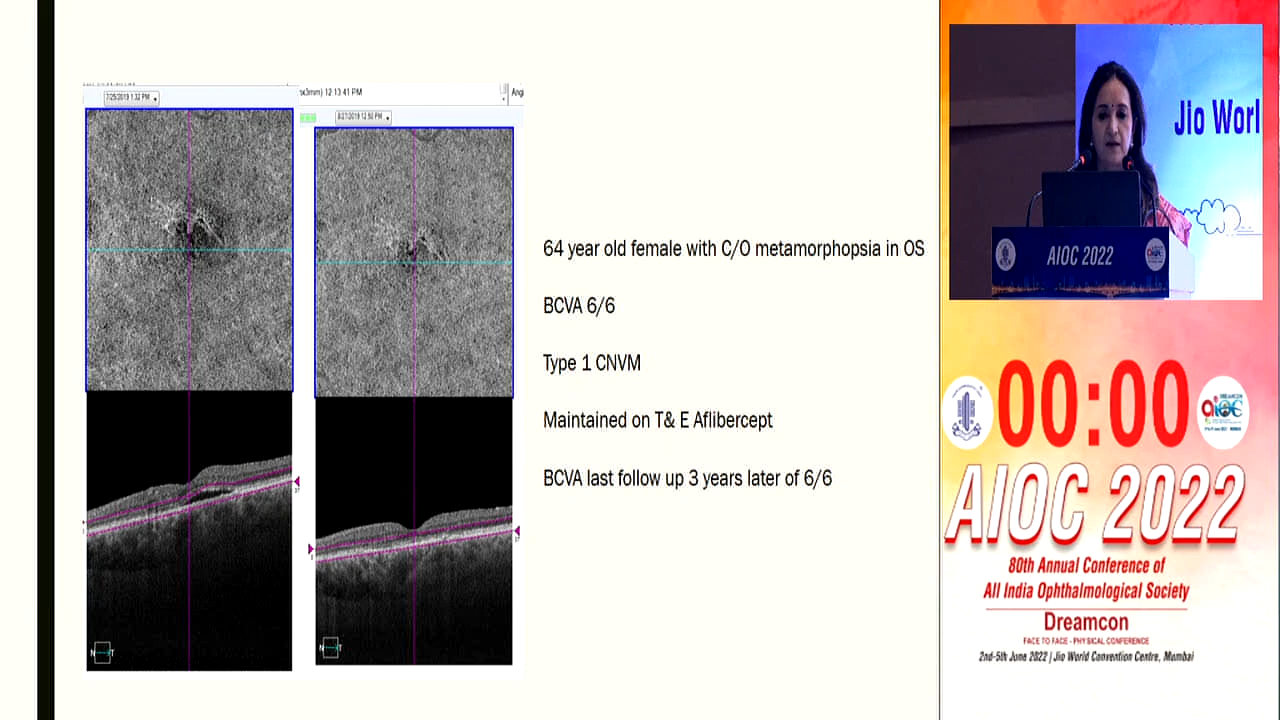 7/25/2019 1:32 PM
x3mm) 12 13:41 PM
Angi
8/27/2019 12:50 PM
N
T
N
T
64 year old female with C/O metamorphopsia in OS
BCVA 6/6
Type 1 CNVM
Maintained on T& E Aflibercept
BCVA last follow up 3 years later of 6/6
Jio Worl
AIOC 2022
00:00
AIOC 2022
80th Annual Conference of
All India Ophthalmological Society
Dreamcon
FACE TO FACE - PHYSICAL CONFERENCE
2nd-5th June 2022 | Jio World Convention Centre, Mumbai